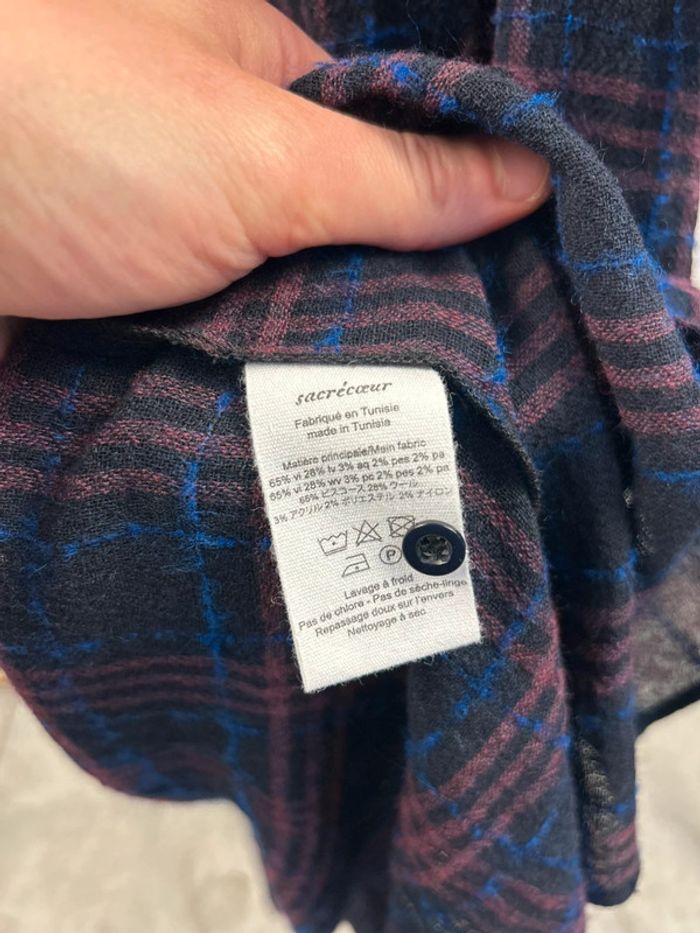 sacrécœur
Fabriqué en Tunisie
made in Tunisia
Matière principale/Main fabric
65% vi 28% lv 3% aq 2% pes 2% pa
65% vi 28% wv 3% pc 2% pes 2% pa
65% ビスコース 28% ウール
3% アクリル 2% ポリエステル 2% ナイロン
P
Lavage à froid
Pas de chlore - Pas de sèche-linge
Repassage doux sur l'envers
Nettoyage à sec